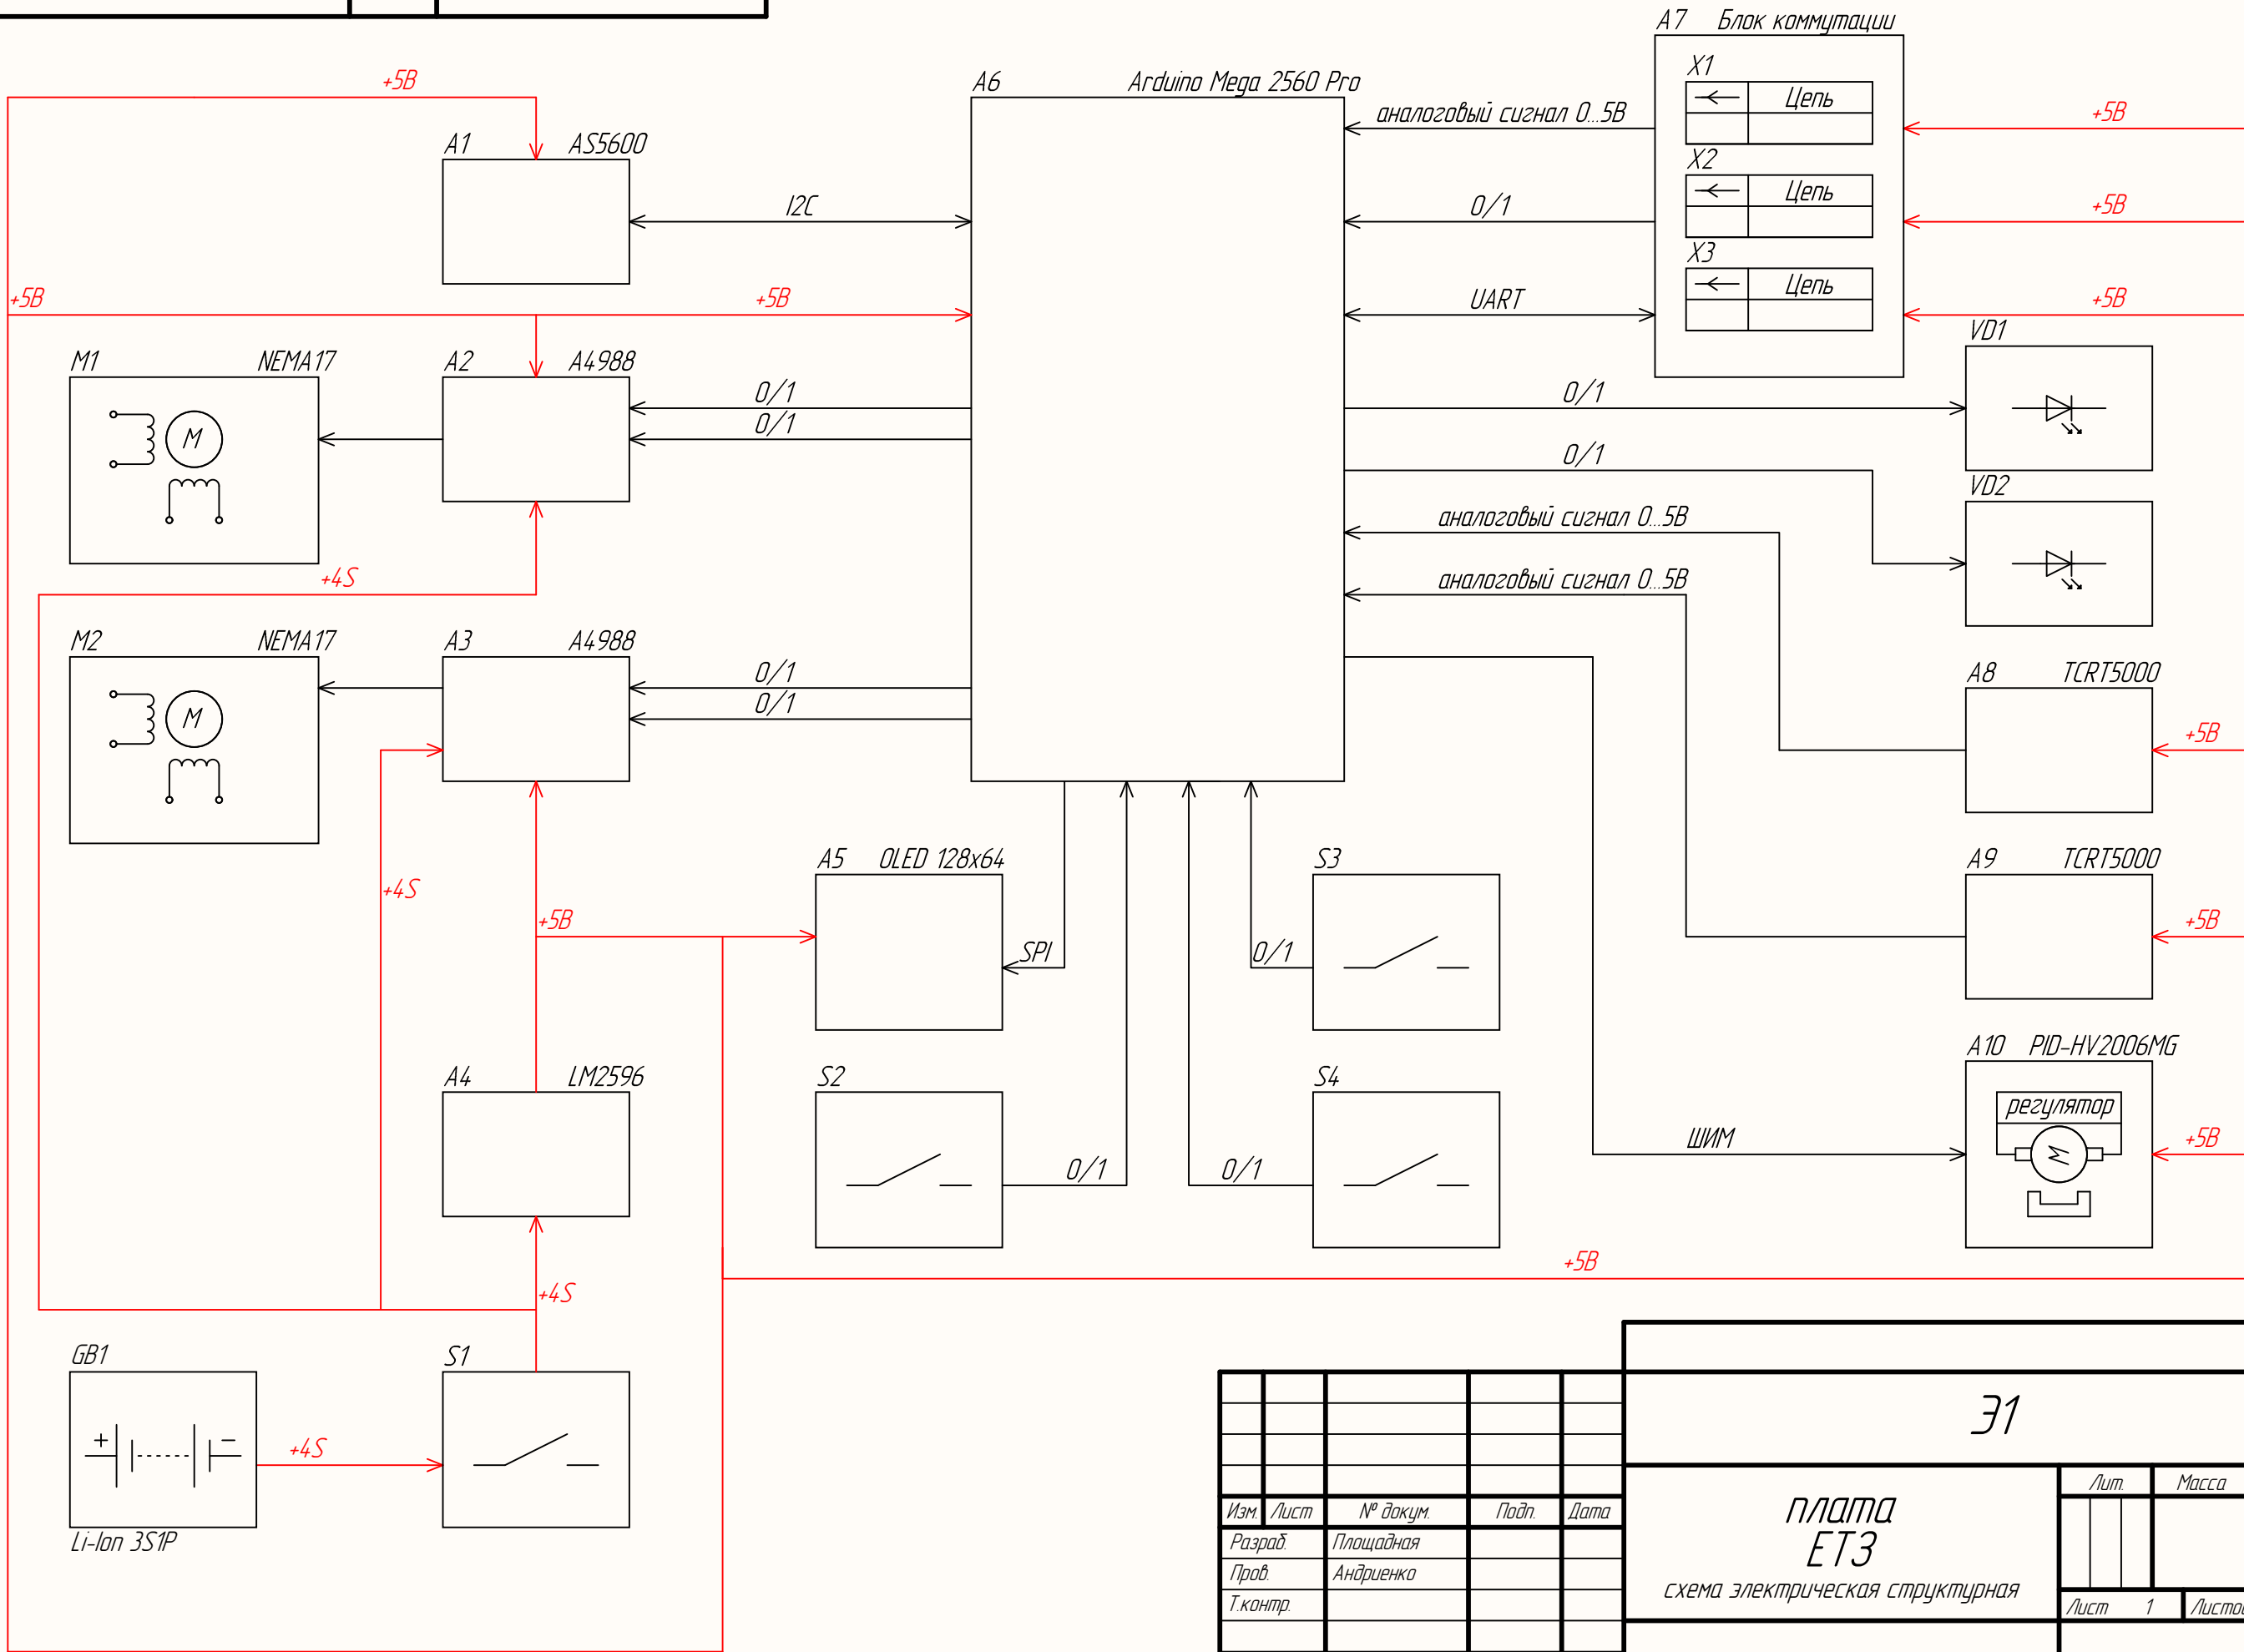 А7 Блок коммутации
X1
Цепь
X2
Цепь
X3
Цепь
+5В
+5В
+5В
+5В
А6 Arduino Mega 2560 Pro
аналоговый сигнал 0...5В
0/1
UART
А1 AS5600
I2C
+5В
+5В
M1 NEMA17
M
А2 A4988
0/1
0/1
+4S
VD1
0/1
0/1
VD2
аналоговый сигнал 0...5В
аналоговый сигнал 0...5В
M2 NEMA17
M
А3 A4988
0/1
0/1
А8 TCRT5000
+5В
+4S
+5В
А5 OLED 128x64
SPI
S3
0/1
А9 TCRT5000
+5В
А4 LM2596
S2
0/1
S4
0/1
ШИМ
А10 PID-HV2006MG
регулятор
M
+5В
+5В
+4S
GB1
+ -
Li-Ion 3S1P
+4S
S1
Э1
плата
ЕТЗ
схема электрическая структурная
Лит. Масса
Лист 1
Изм. Лист № докум. Подп. Дата
Разраб. Площадная
Пров. Андриенко
Т.контр.